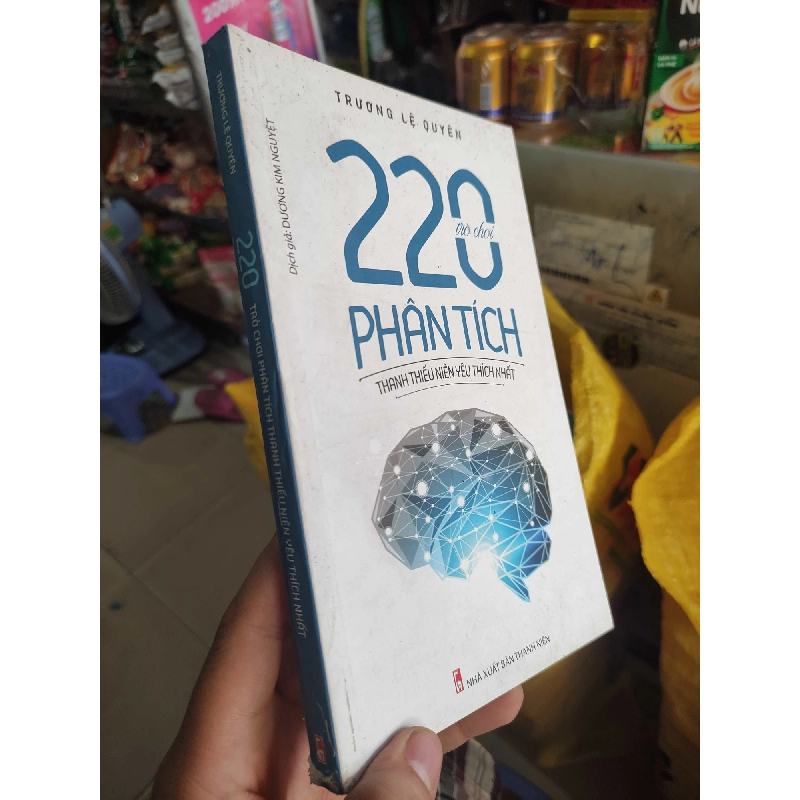 TRƯƠNG LỆ QUYÊN
Dịch giả: DƯƠNG KIM NGUYỆT
220
trò chơi
PHÂN TÍCH
THANH THIẾU NIÊN YÊU THÍCH NHẤT
NHÀ XUẤT BẢN THANH NIÊN
TRƯƠNG LỆ QUYÊN
220
TRÒ CHƠI PHÂN TÍCH THANH THIẾU NIÊN YÊU THÍCH NHẤT